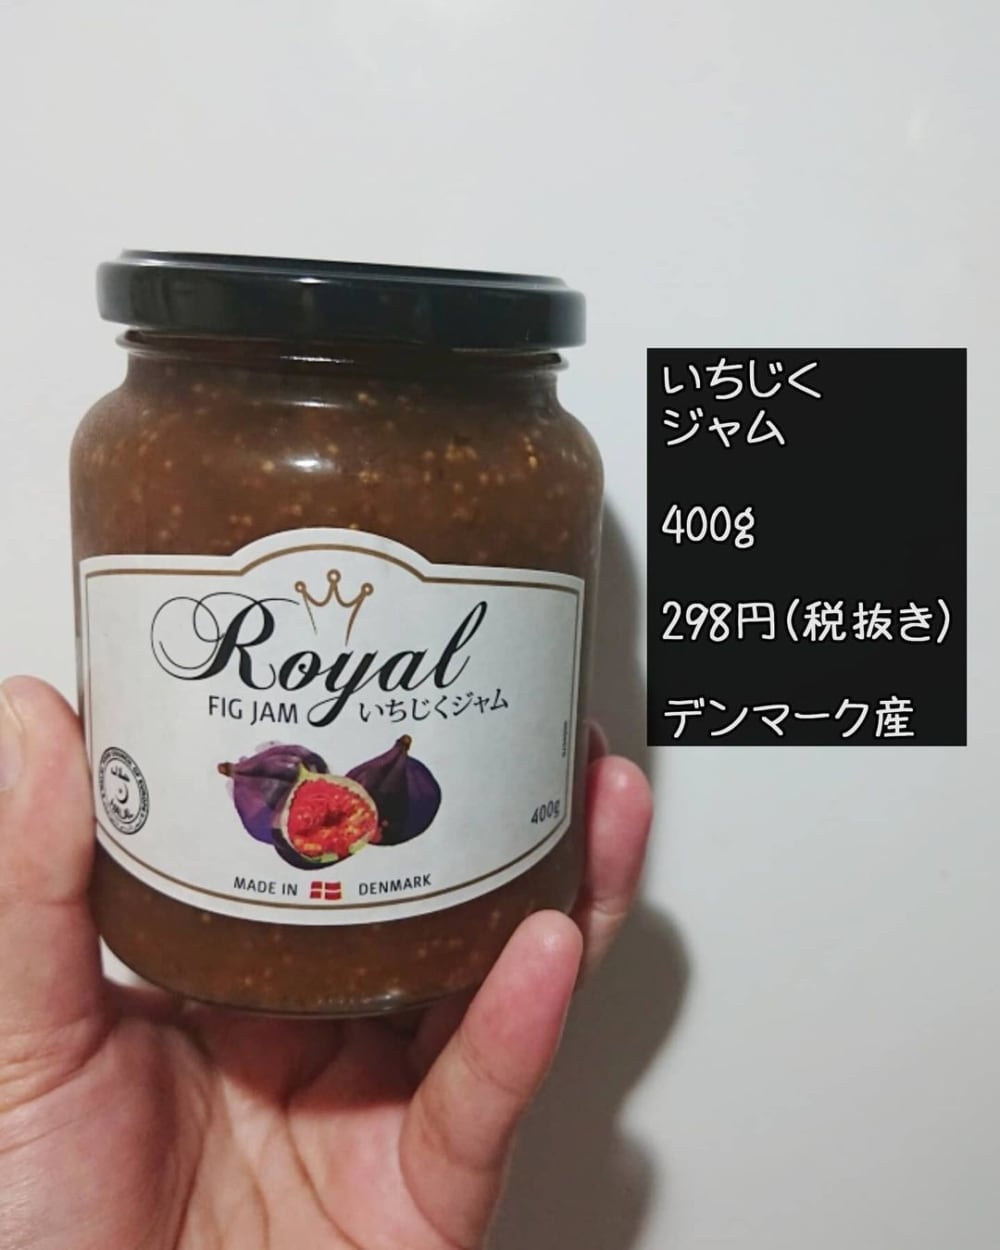 Royal
FIG JAM いちじくジャム
400g
MADE IN DENMARK
いちじく
ジャム
400g
298円(税抜き)
デンマーク産